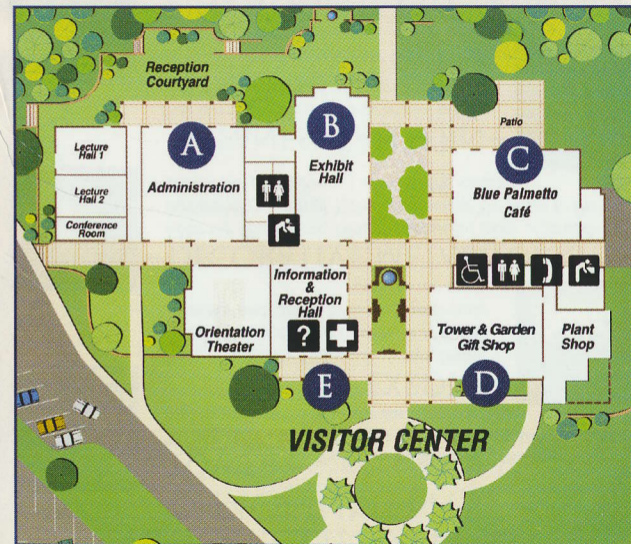 Reception
Courtyard
A
B
Patio
C
Lecture
Hall 1
Lecture
Hall 2
Conference
Room
Administration
Exhibit
Hall
Blue Palmetto
Café
Orientation
Theater
Information
&
Reception
Hall
?
E
Tower & Garden
Gift Shop
D
Plant
Shop
VISITOR CENTER